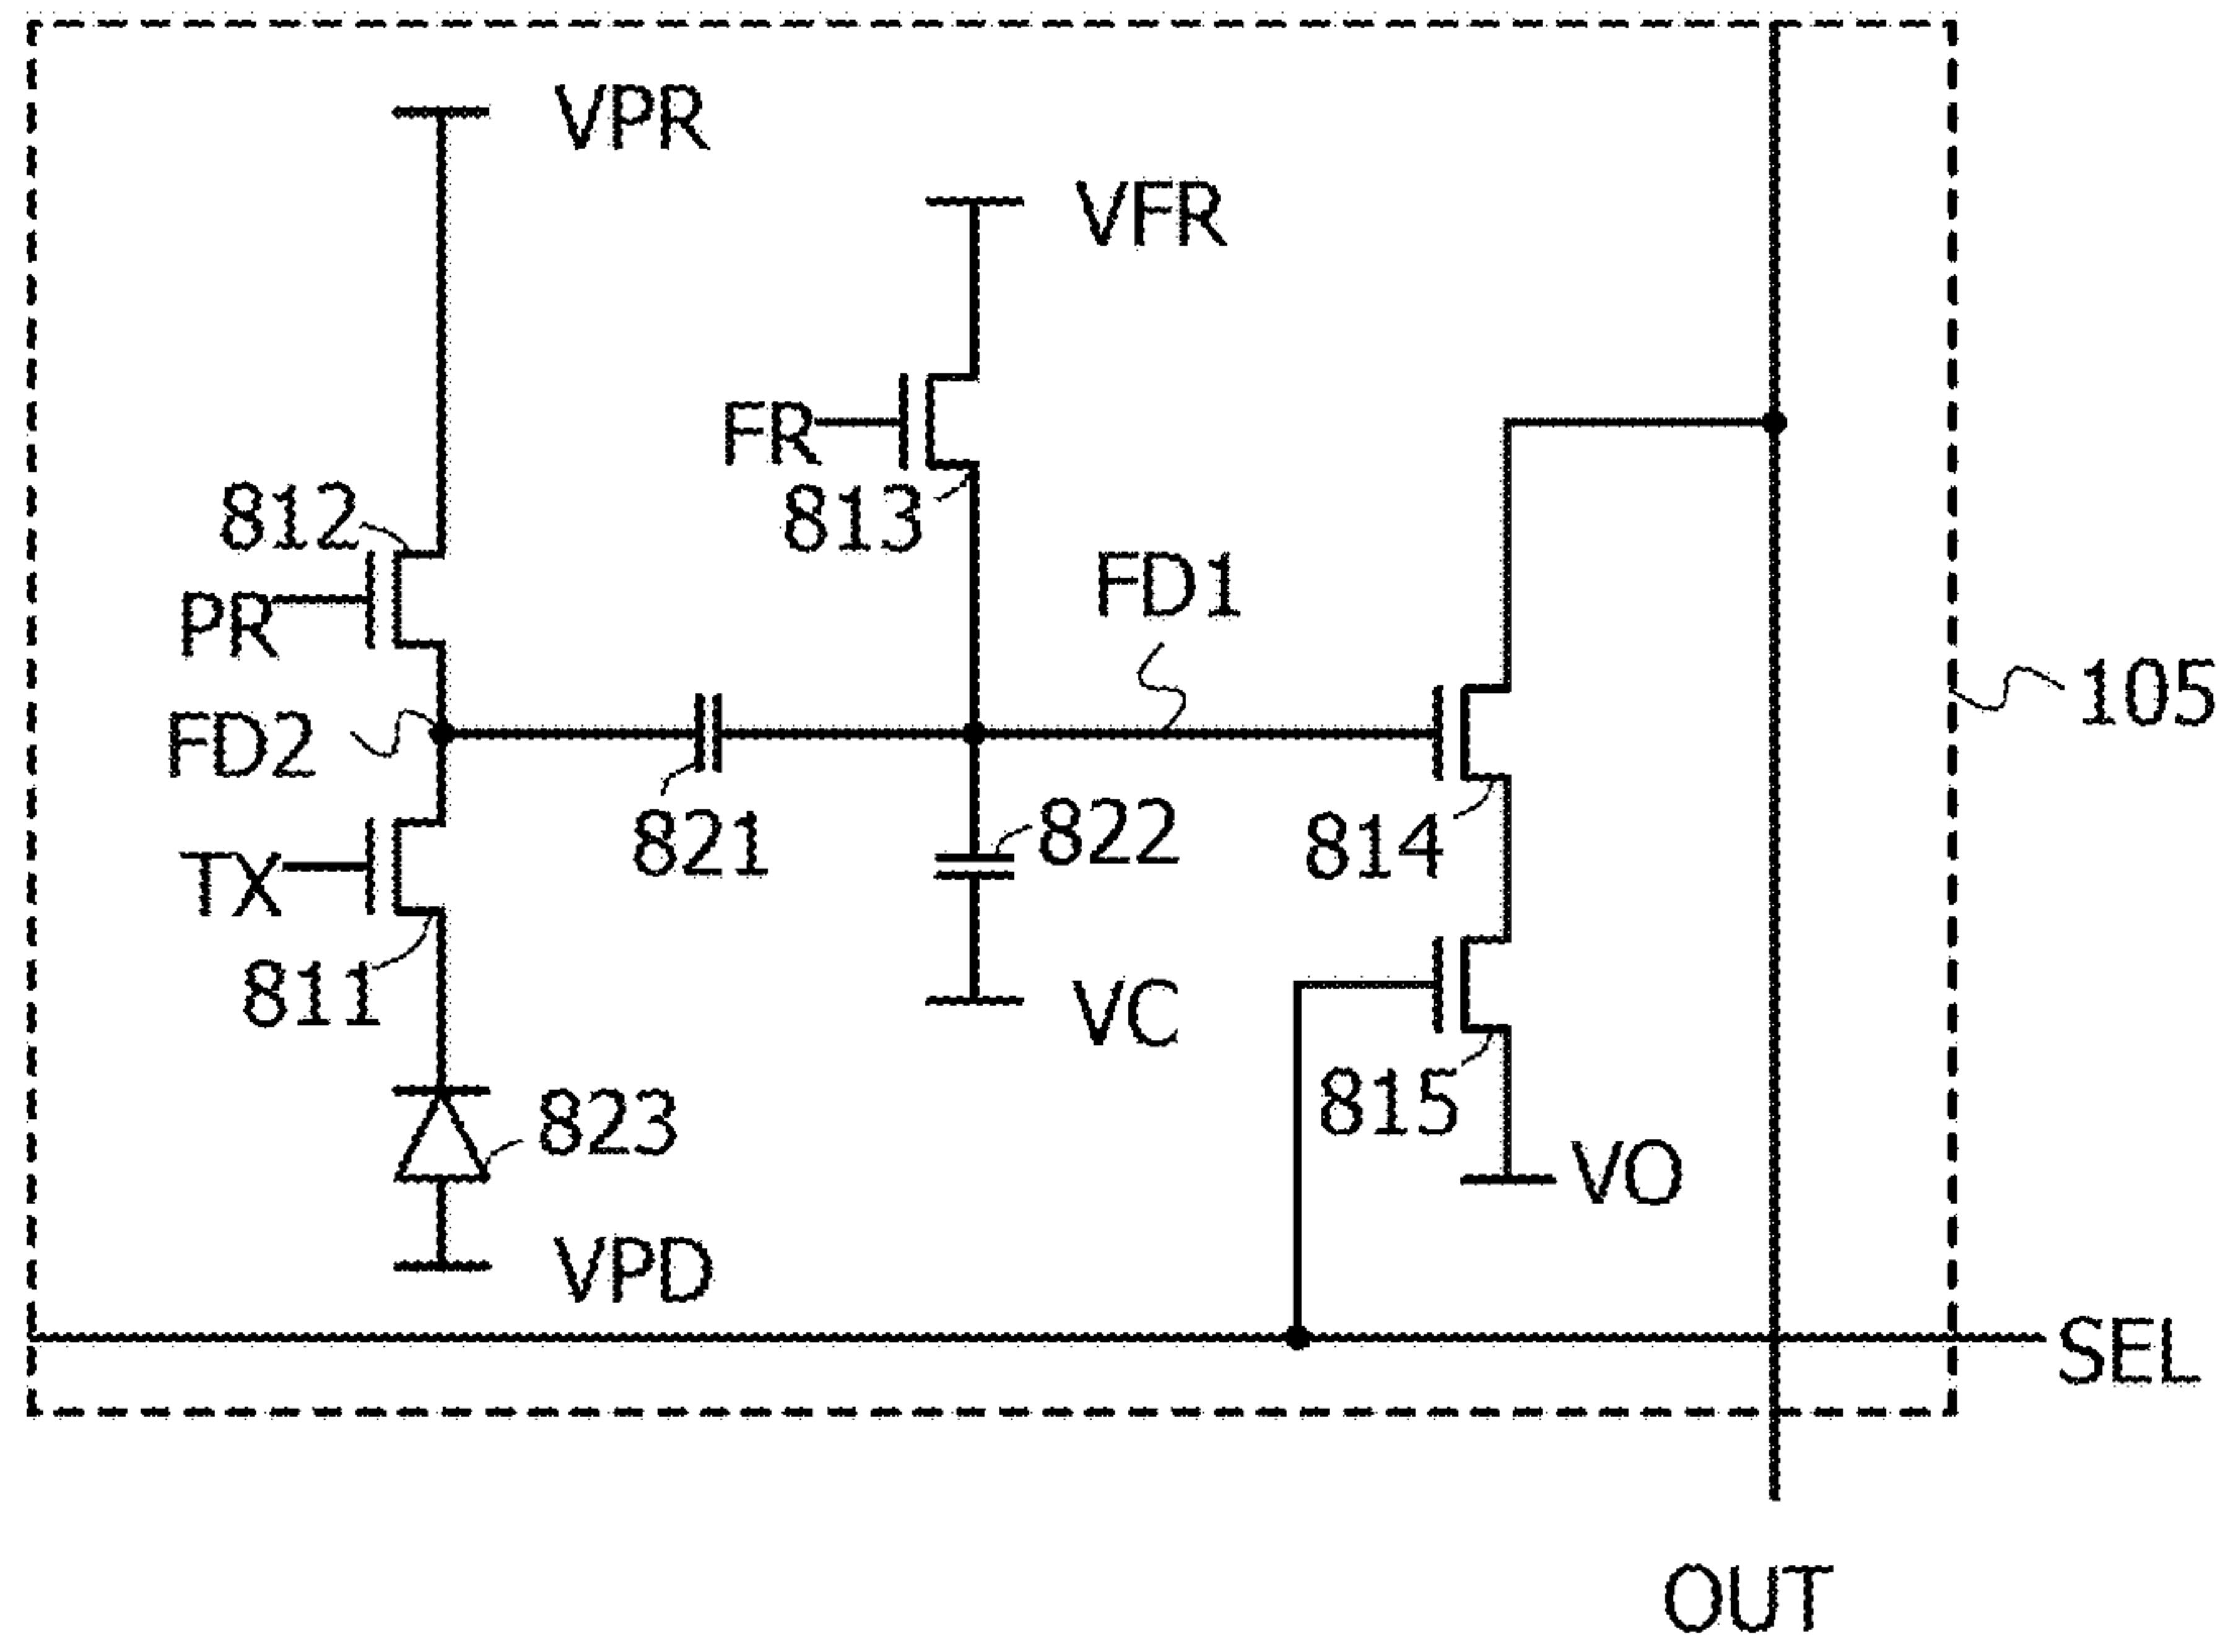 VPR
VFR
FR
812
813
FD1
PR
105
FD2
821
822
814
TX
811
VC
815
823
VO
VPD
SEL
OUT